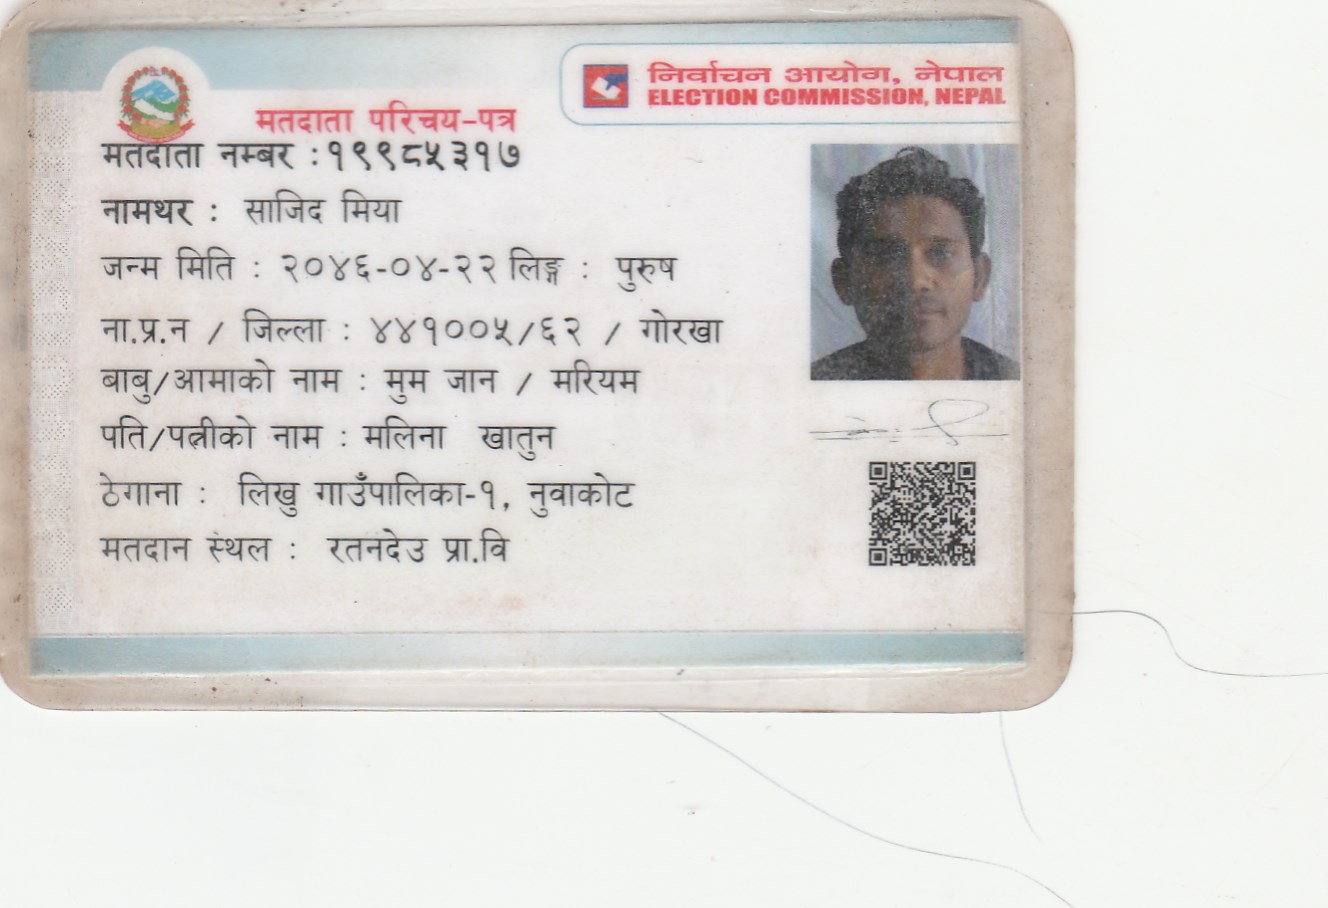 निर्वाचन आयोग, नेपाल
ELECTION COMMISSION, NEPAL
मतदाता परिचय-पत्र
मतदाता नम्बर : १९९८५३१७
नामथर : साजिद मिया
जन्म मिति : २०४६-०४-२२ लिङ्ग : पुरुष
ना.प्र.न / जिल्ला : ४४१००५/६२ / गोरखा
बाबु/आमाको नाम : मुम जान / मरियम
पति/पत्नीको नाम : मलिना खातुन
ठेगाना : लिखु गाउँपालिका-१, नुवाकोट
मतदान स्थल : रतनदेउ प्रा.वि